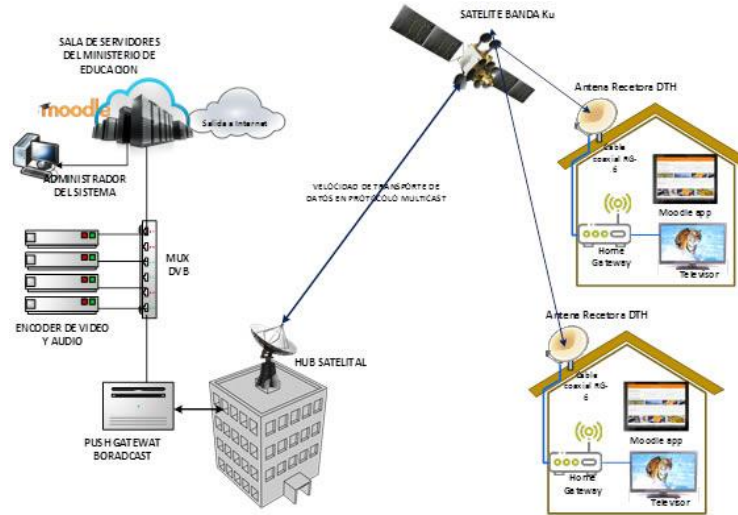 SATELITE BANDA Ku
SALA DE SERVIDORES
DEL MINISTERIO DE
EDUCACION
moodle
Salida a Internet
ADMINISTRADOR
DEL SISTEMA
MUX
DVB
ENCODER DE VIDEO
Y AUDIO
PUSH GATEWAT
BORADCAST
HUB SATELITAL
VELOCIDAD DE TRANSPORTE DE
DATOS EN PROTOCOLO MULTICAST
Antena Recetora DTH
Cable
coaxial RG-
6
Moodle app
Home
Gateway
Televisor
Antena Recetora DTH
Cable
coaxial RG-
6
Moodle app
Home
Gateway
Televisor